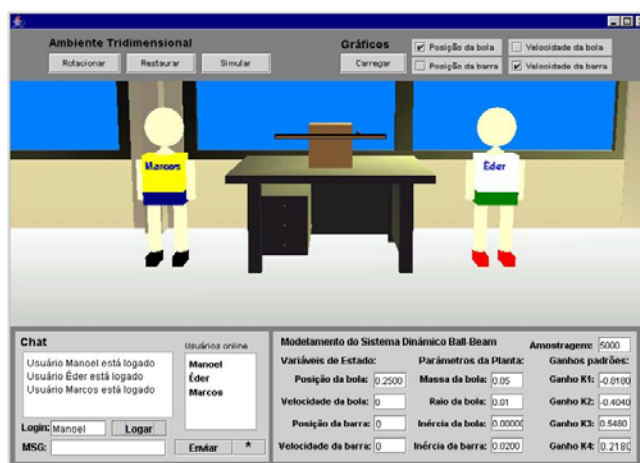 Ambiente Tridimensional
Rotacionar Restaurar Simular
Gráficos
Carregar
Posição da bola Velocidade da bola
Posição da barra Velocidade da barra
Marcos
Éder
Chat
Usuário Manoel está logado
Usuário Éder está logado
Usuário Marcos está logado
Login: Manoel Logar
MSG:
Usuários online
Manoel
Éder
Marcos
Enviar *
Modelamento do Sistema Dinâmico Ball-Beam Amostragem: 5000
Variáveis de Estado: Parâmetros da Planta: Ganhos padrões:
Posição da bola: 0.2500 Massa da bola: 0.05 Ganho K1: -0.8180
Velocidade da bola: 0 Raio da bola: 0.01 Ganho K2: -0.4040
Posição da barra: 0 Inércia da bola: 0.0000 Ganho K3: 0.5480
Velocidade da barra: 0 Inércia da barra: 0.0200 Ganho K4: 0.2180